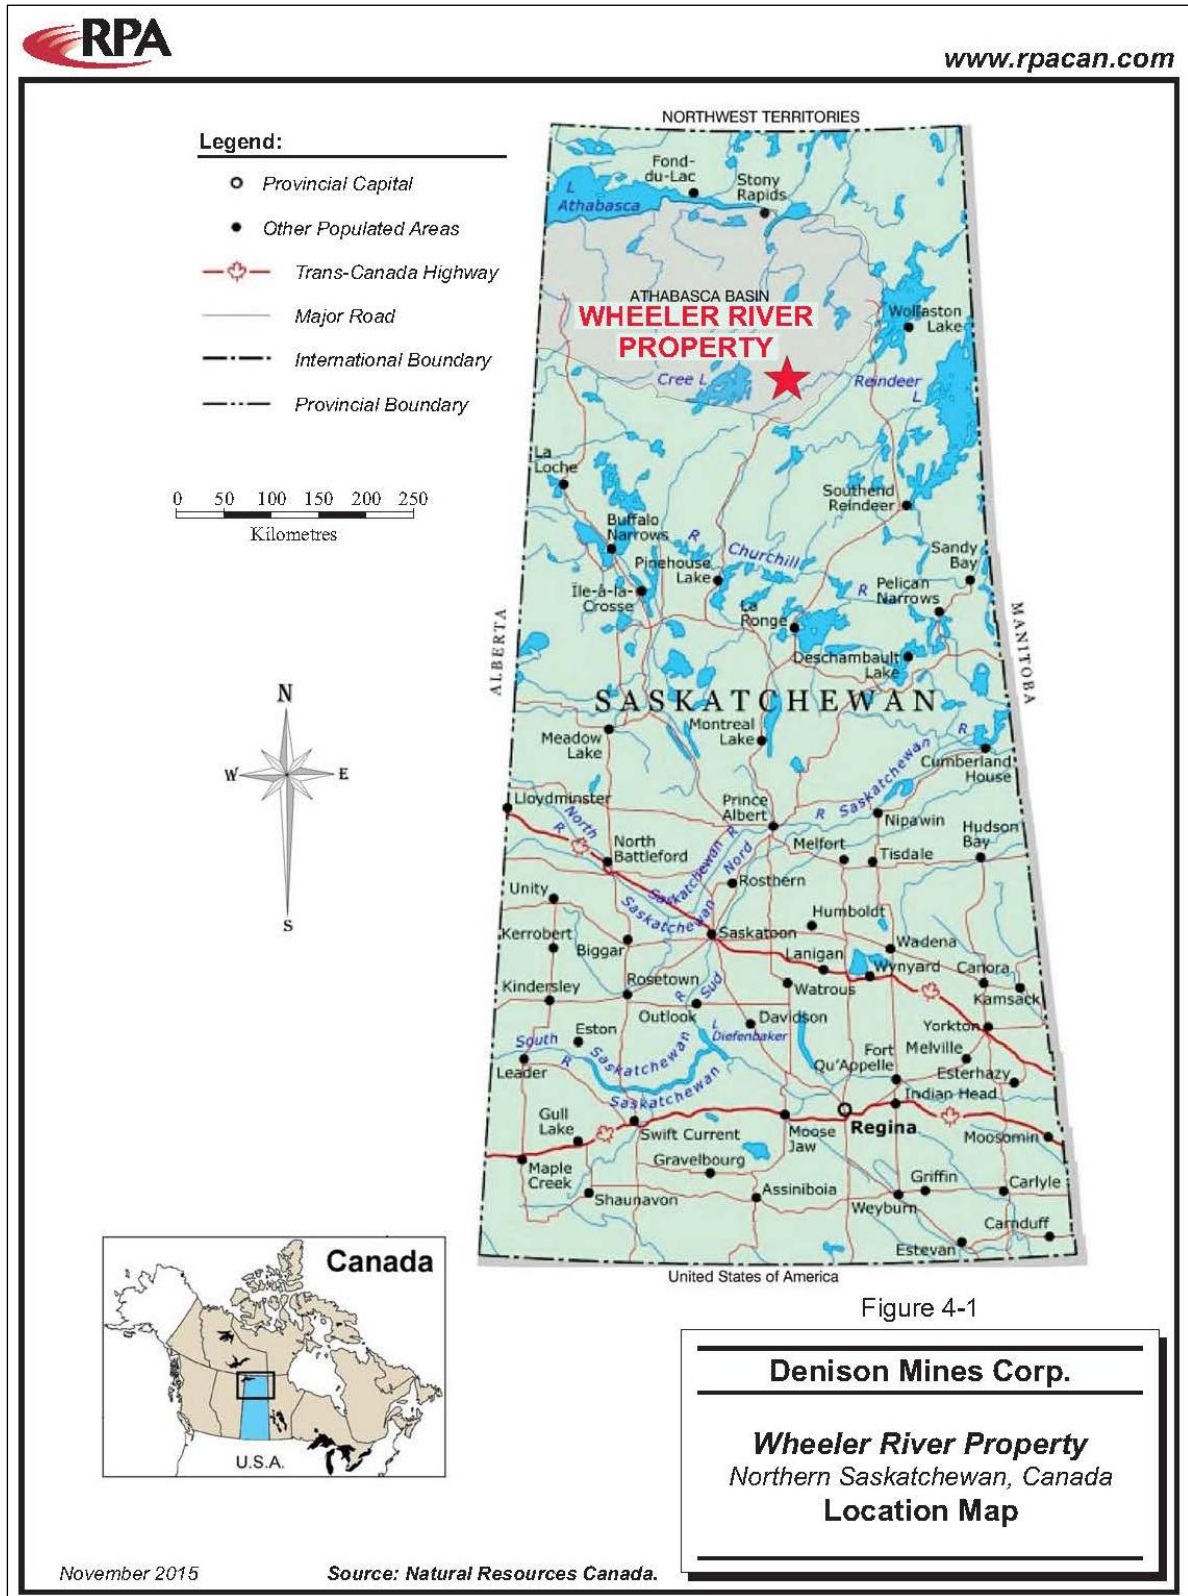 RPA
www.rpacan.com
Legend:
Provincial Capital
Other Populated Areas
Trans-Canada Highway
Major Road
International Boundary
Provincial Boundary
0 50 100 150 200 250
Kilometres
N
W E
S
NORTHWEST TERRITORIES
Fond-
du-Lac
Stony
Rapids
L
Athabasca
ATHABASCA BASIN
WHEELER RIVER
PROPERTY
Wollaston
Lake
Cree L
Reindeer
L
La
Loche
Southend
Reindeer
Buffalo
Narrows
R Churchill R
Sandy
Bay
Pinehouse
Lake
Pelican
Narrows
Île-à-la-
Crosse
La
Ronge
Deschambault
Lake
ALBERTA
MANITOBA
SASKATCHEWAN
Meadow
Lake
Montreal
Lake
Cumberland
House
R Saskatchewan R
Lloydminster
North
R
Prince
Albert
Nipawin
Hudson
Bay
North
Battleford
Melfort
Tisdale
Saskatchewan R
Nord
Saskatchewan
Rosthern
Unity
Humboldt
Kerrobert
Biggar
Saskatoon
Wadena
Lanigan
Wynyard
Canora
Kamsack
Kindersley
Rosetown
R Sud
Watrous
Outlook
Davidson
L
Diefenbaker
Yorkton
Eston
South
R
Saskatchewan
Saskatchewan
Leader
Fort
Qu'Appelle
Melville
Esterhazy
Indian Head
Gull
Lake
Swift Current
Moose
Jaw
Regina
Moosomin
Maple
Creek
Gravelbourg
Shaunavon
Assiniboia
Griffin
Weyburn
Carlyle
Carnduff
Estevan
United States of America
Canada
U.S.A.
Figure 4-1
Denison Mines Corp.
Wheeler River Property
Northern Saskatchewan, Canada
Location Map
November 2015
Source: Natural Resources Canada.